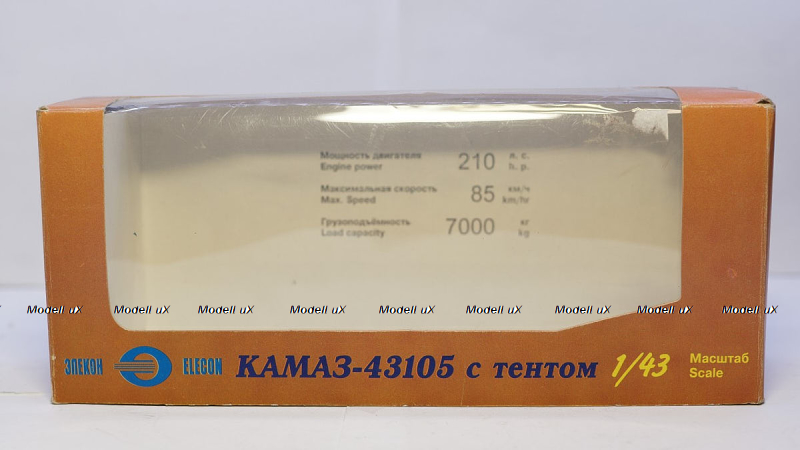 Мощность двигателя 210 л. с.
Engine power h. p.
Максимальная скорость 85 км/ч
Max. Speed km/hr
Грузоподъёмность 7000 кг
Load capacity kg
Modell uX Modell uX Modell uX Modell uX Modell uX Modell uX Modell uX Modell uX Modell uX
ЭЛЕКОН ELECON КАМАЗ-43105 с тентом 1/43 Масштаб
Scale